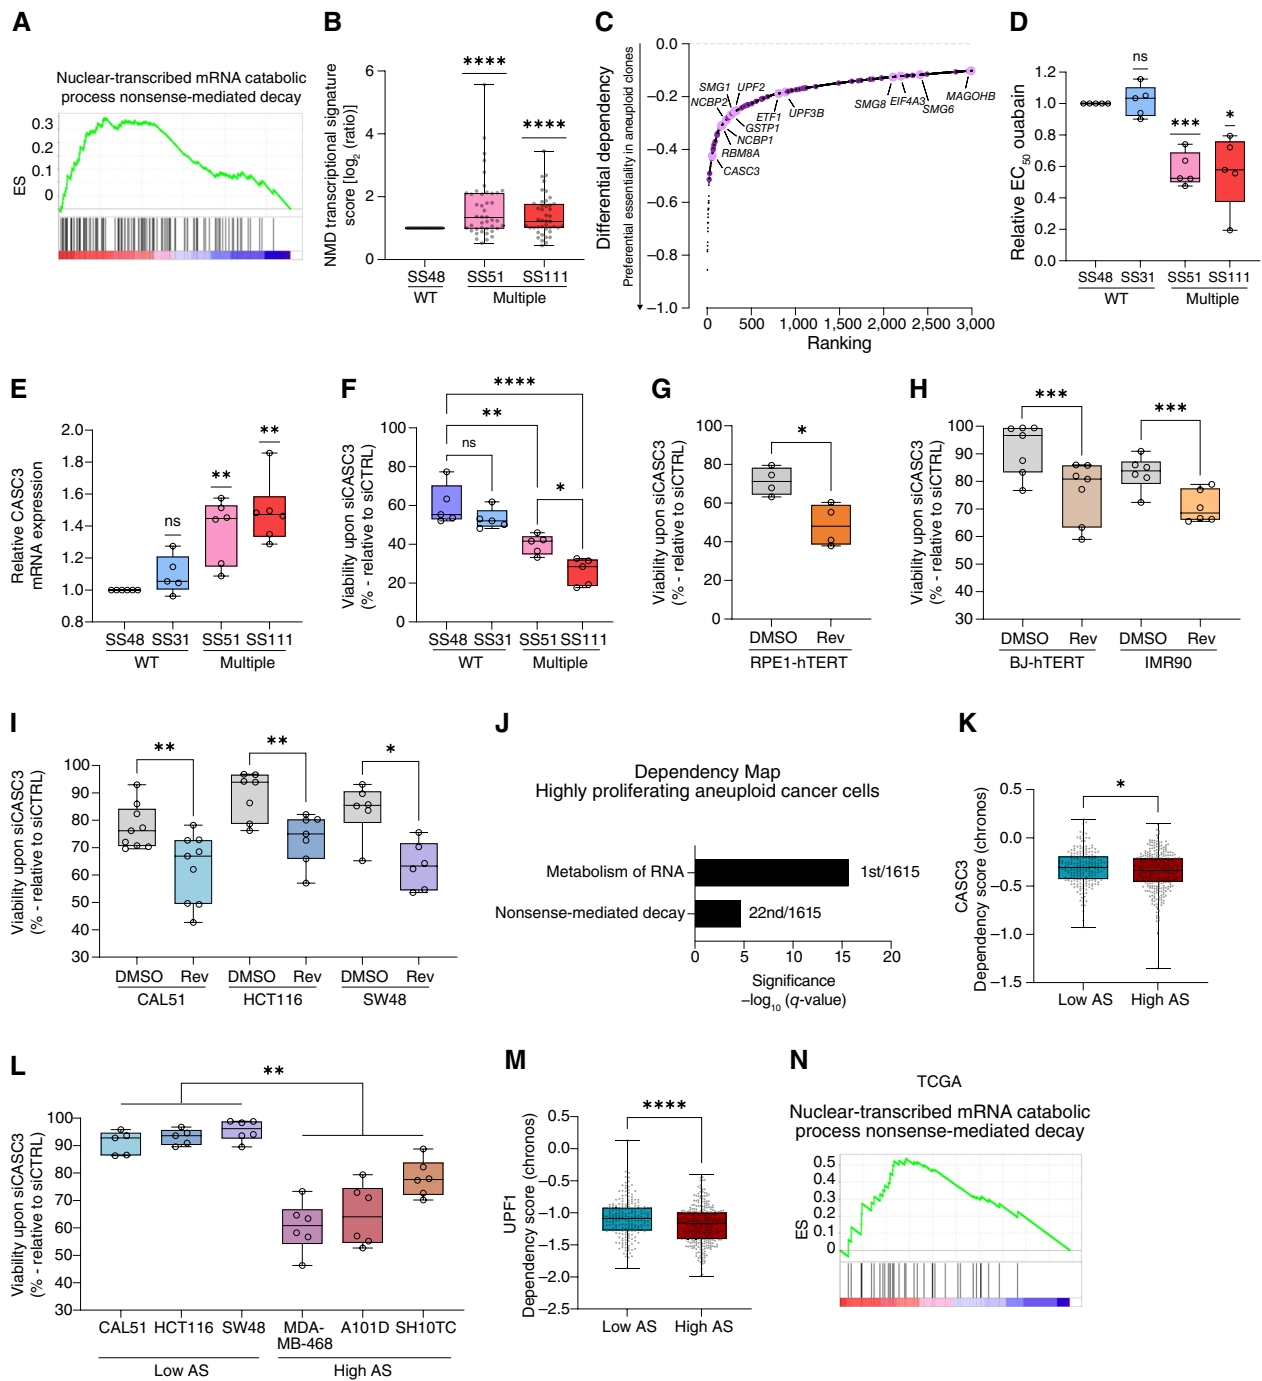 A
Nuclear-transcribed mRNA catabolic
process nonsense-mediated decay
ES
0.3
0.2
0.1
0
B
NMD transcriptional signature
score [log2 (ratio)]
6
4
2
0
****
****
SS48
SS51
SS111
WT
Multiple
C
Differential dependency
Preferential essentiality in aneuploid clones
0.0
−0.2
−0.4
−0.6
−0.8
−1.0
SMG1
UPF2
NCBP2
ETF1
UPF3B
GSTP1
NCBP1
RBM8A
CASC3
SMG8
EIF4A3
SMG6
MAGOHB
0
500
1,000
1,500
2,000
2,500
3,000
Ranking
D
Relative EC50 ouabain
1.2
1.0
0.8
0.6
0.4
0.2
0.0
ns
***
*
SS48
SS31
SS51
SS111
WT
Multiple
E
Relative CASC3
mRNA expression
2.0
1.8
1.6
1.4
1.2
1.0
0.8
ns
**
**
SS48
SS31
SS51
SS111
WT
Multiple
F
Viability upon siCASC3
(% - relative to siCTRL)
100
80
60
40
20
0
****
**
ns
*
SS48
SS31
SS51
SS111
WT
Multiple
G
Viability upon siCASC3
(% - relative to siCTRL)
100
80
60
40
20
0
*
DMSO
Rev
RPE1-hTERT
H
Viability upon siCASC3
(% - relative to siCTRL)
100
90
80
70
60
50
40
30
***
***
DMSO
Rev
DMSO
Rev
BJ-hTERT
IMR90
I
Viability upon siCASC3
(% - relative to siCTRL)
100
90
80
70
60
50
40
30
**
**
*
DMSO
Rev
DMSO
Rev
DMSO
Rev
CAL51
HCT116
SW48
J
Dependency Map
Highly proliferating aneuploid cancer cells
Metabolism of RNA
1st/1615
Nonsense-mediated decay
22nd/1615
0
5
10
15
20
Significance
−log10 (q-value)
K
CASC3
Dependency score (chronos)
0.5
0.0
−0.5
−1.0
−1.5
*
Low AS
High AS
L
Viability upon siCASC3
(% - relative to siCTRL)
100
90
80
70
60
50
40
30
**
CAL51
HCT116
SW48
MDA-
MB-468
A101D
SH10TC
Low AS
High AS
M
UPF1
Dependency score (chronos)
0.5
0.0
−0.5
−1.0
−1.5
−2.0
−2.5
****
Low AS
High AS
N
TCGA
Nuclear-transcribed mRNA catabolic
process nonsense-mediated decay
ES
0.5
0.4
0.3
0.2
0.1
0